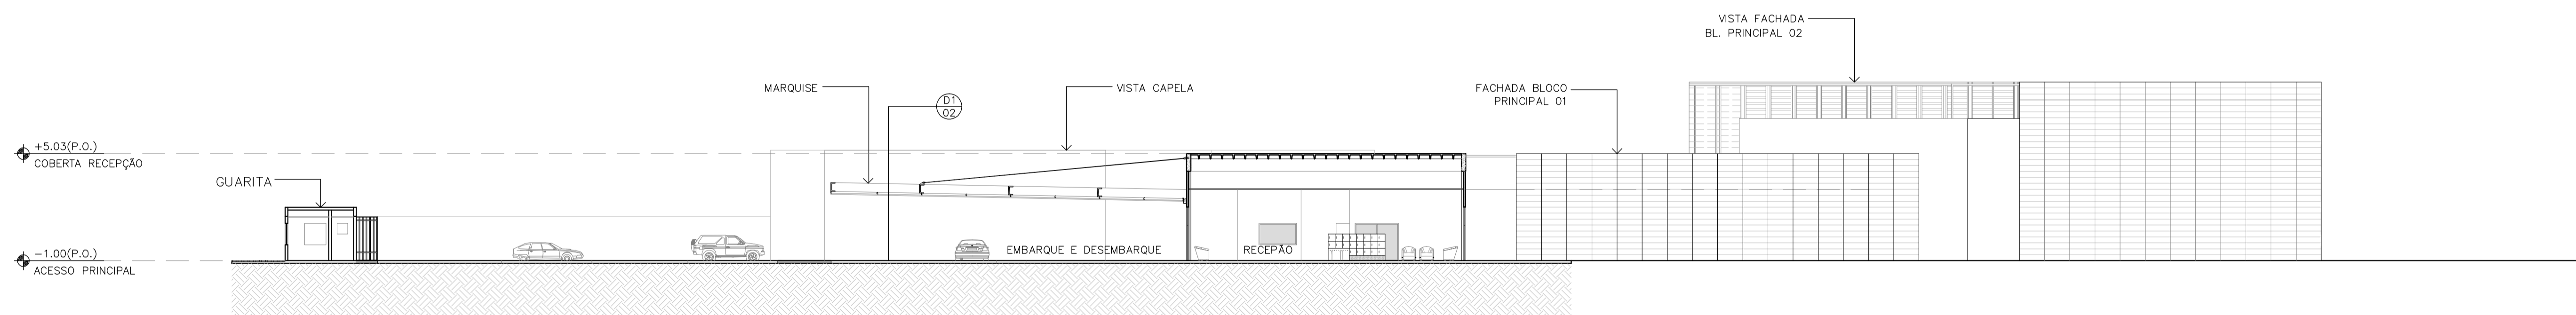 VISTA FACHADA
BL. PRINCIPAL 02
MARQUISE
VISTA CAPELA
FACHADA BLOCO
PRINCIPAL 01
D1
02
+5.03(P.O.)
COBERTA RECEPÇÃO
GUARITA
EMBARQUE E DESEMBARQUE
RECEPÃO
-1.00(P.O.)
ACESSO PRINCIPAL